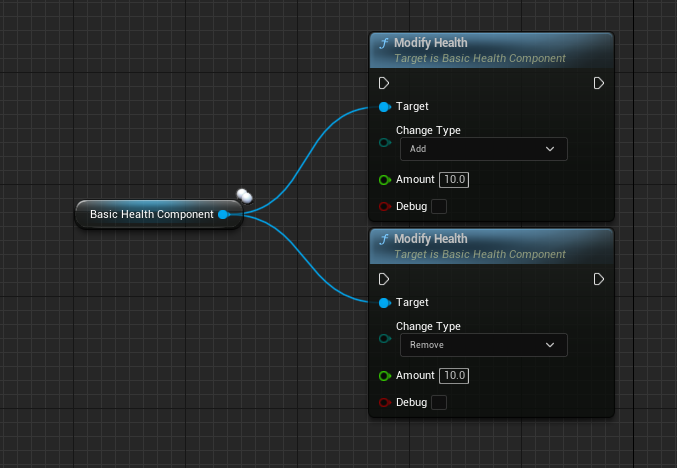 Modify Health
Target is Basic Health Component
Target
Change Type
Add
Amount 10.0
Debug
Basic Health Component
Modify Health
Target is Basic Health Component
Target
Change Type
Remove
Amount 10.0
Debug